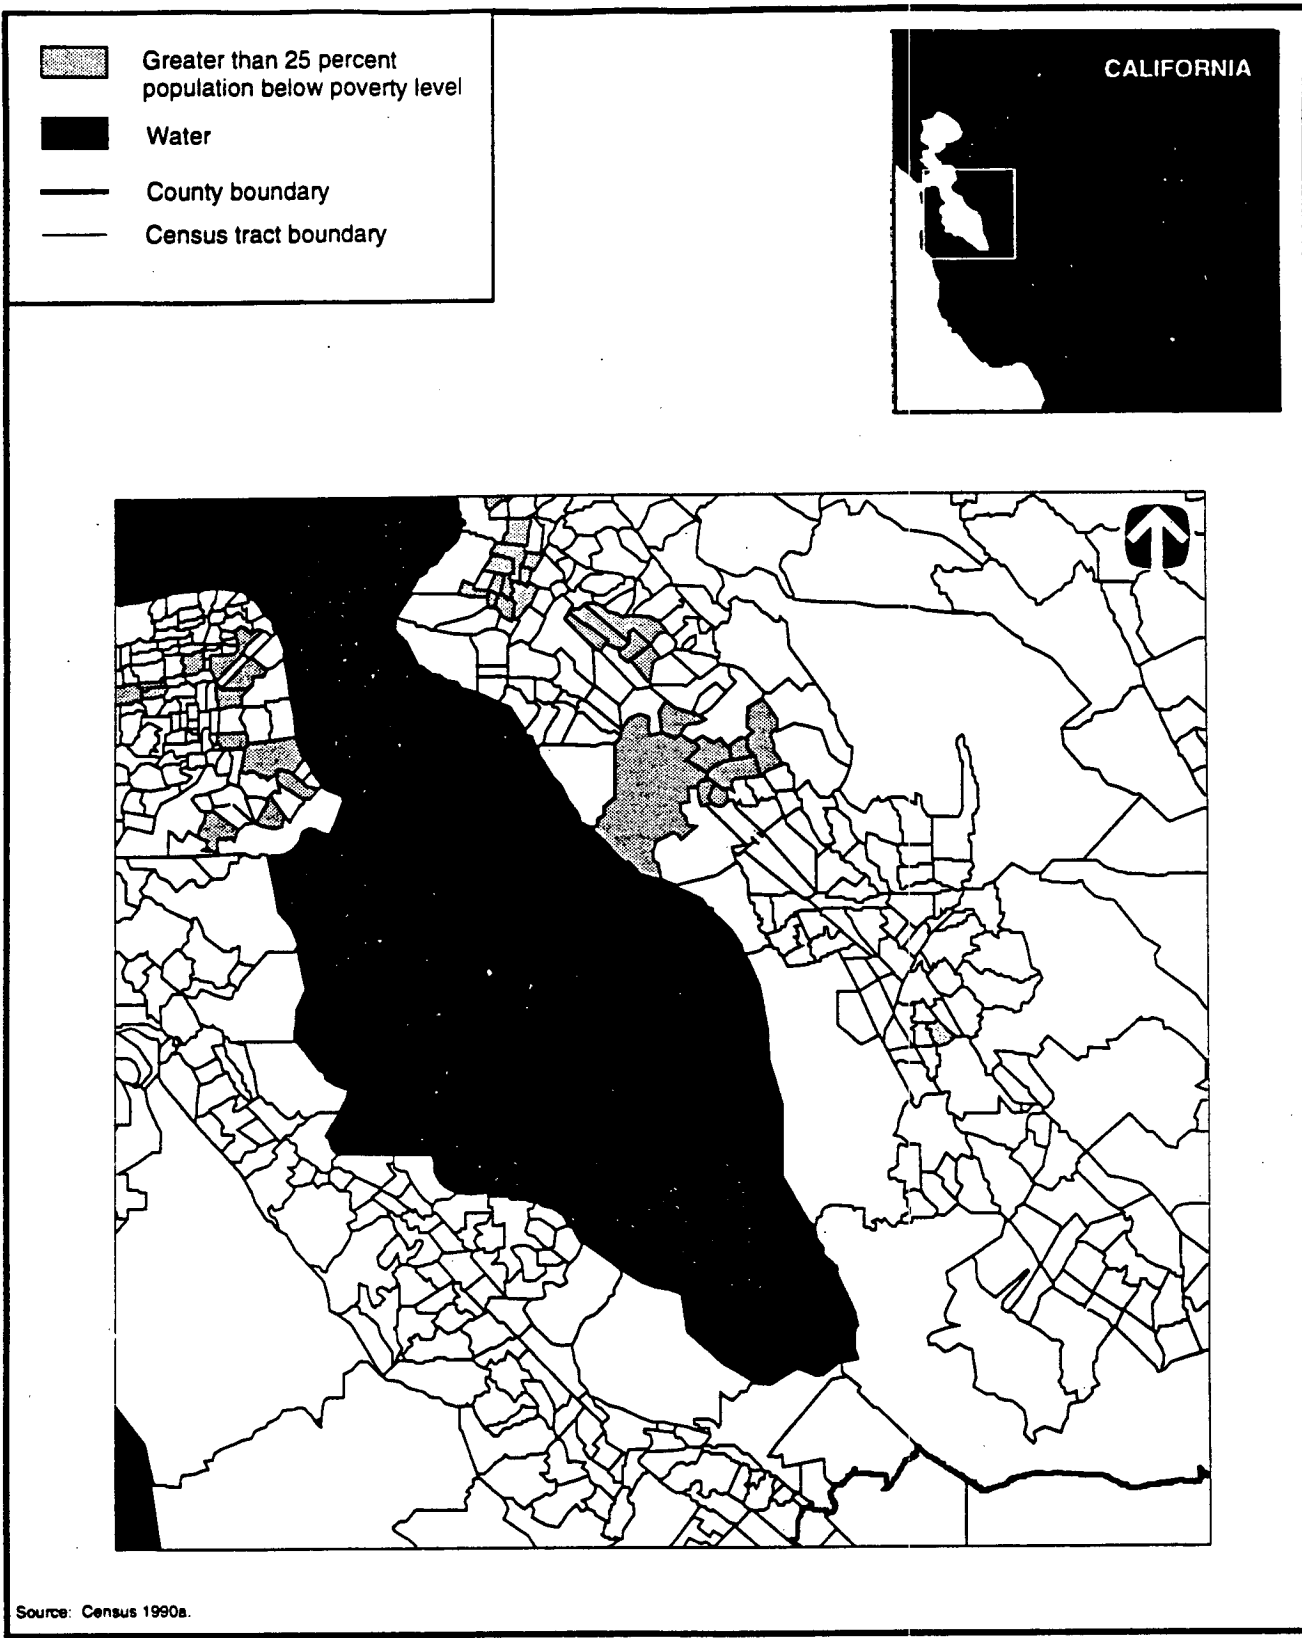 Greater than 25 percent
population below poverty level
Water
County boundary
Census tract boundary
CALIFORNIA
Source: Census 1990a.